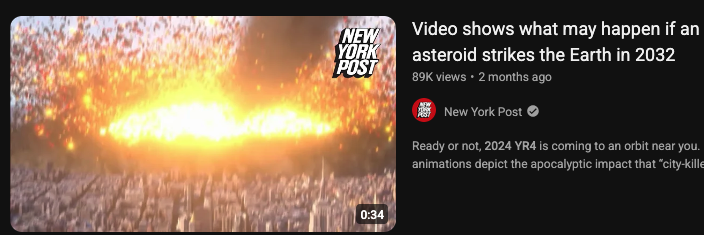 NEW
YORK
POST
0:34
Video shows what may happen if an
asteroid strikes the Earth in 2032
89K views • 2 months ago
NEW
YORK
POST
New York Post
Ready or not, 2024 YR4 is coming to an orbit near you.
animations depict the apocalyptic impact that “city-kille